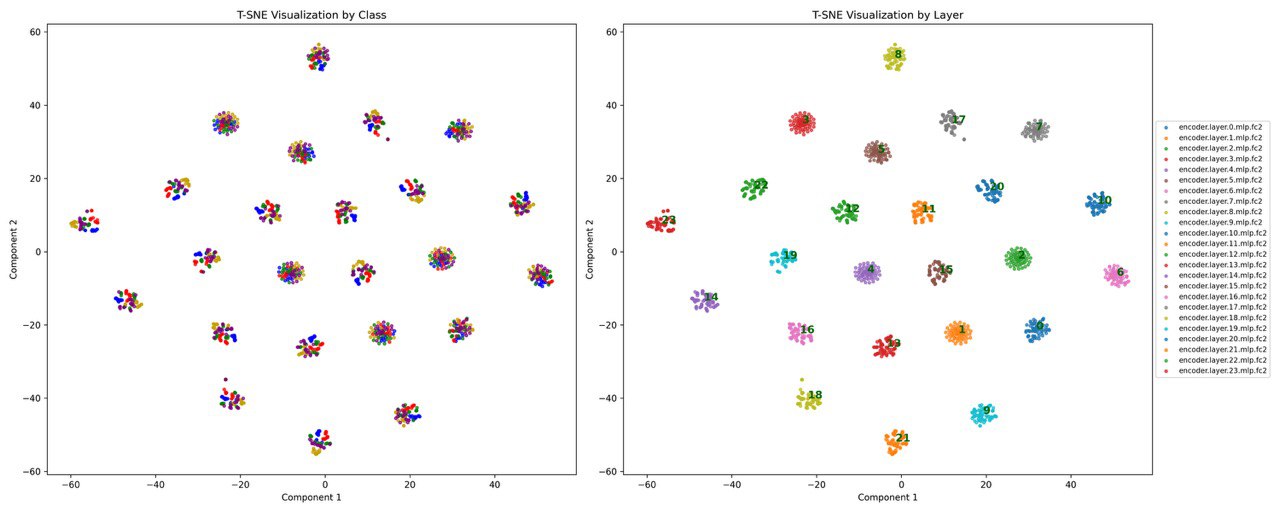 T-SNE Visualization by Class
60
40
20
0
−20
−40
−60
−60
−40
−20
0
20
40
Component 1
Component 2
T-SNE Visualization by Layer
60
40
20
0
−20
−40
−60
−60
−40
−20
0
20
40
Component 1
Component 2
8
3
17
7
5
22
20
10
12
11
23
19
2
4
15
6
14
16
1
0
13
18
9
21
encoder.layer.0.mlp.fc2
encoder.layer.1.mlp.fc2
encoder.layer.2.mlp.fc2
encoder.layer.3.mlp.fc2
encoder.layer.4.mlp.fc2
encoder.layer.5.mlp.fc2
encoder.layer.6.mlp.fc2
encoder.layer.7.mlp.fc2
encoder.layer.8.mlp.fc2
encoder.layer.9.mlp.fc2
encoder.layer.10.mlp.fc2
encoder.layer.11.mlp.fc2
encoder.layer.12.mlp.fc2
encoder.layer.13.mlp.fc2
encoder.layer.14.mlp.fc2
encoder.layer.15.mlp.fc2
encoder.layer.16.mlp.fc2
encoder.layer.17.mlp.fc2
encoder.layer.18.mlp.fc2
encoder.layer.19.mlp.fc2
encoder.layer.20.mlp.fc2
encoder.layer.21.mlp.fc2
encoder.layer.22.mlp.fc2
encoder.layer.23.mlp.fc2